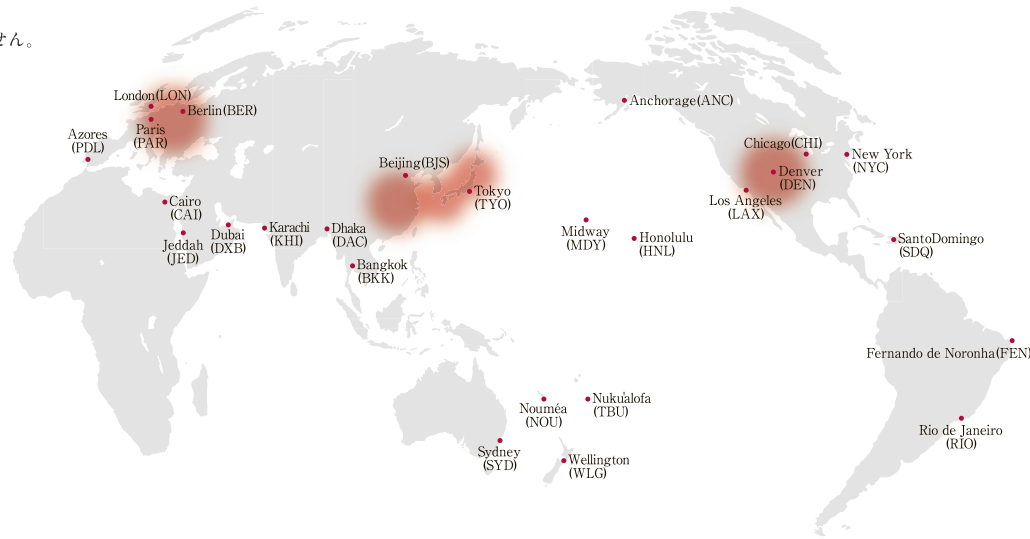 せん。
London(LON)
Berlin(BER)
Paris
(PAR)
Azores
(PDL)
Cairo
(CAI)
Jeddah
(JED)
Dubai
(DXB)
Karachi
(KHI)
Dhaka
(DAC)
Bangkok
(BKK)
Beijing(BJS)
Tokyo
(TYO)
Anchorage(ANC)
Chicago(CHI)
New York
(NYC)
Denver
(DEN)
Los Angeles
(LAX)
Midway
(MDY)
Honolulu
(HNL)
SantoDomingo
(SDQ)
Fernando de Noronha(FEN)
Rio de Janeiro
(RIO)
Nouméa
(NOU)
Nukuʻalofa
(TBU)
Sydney
(SYD)
Wellington
(WLG)